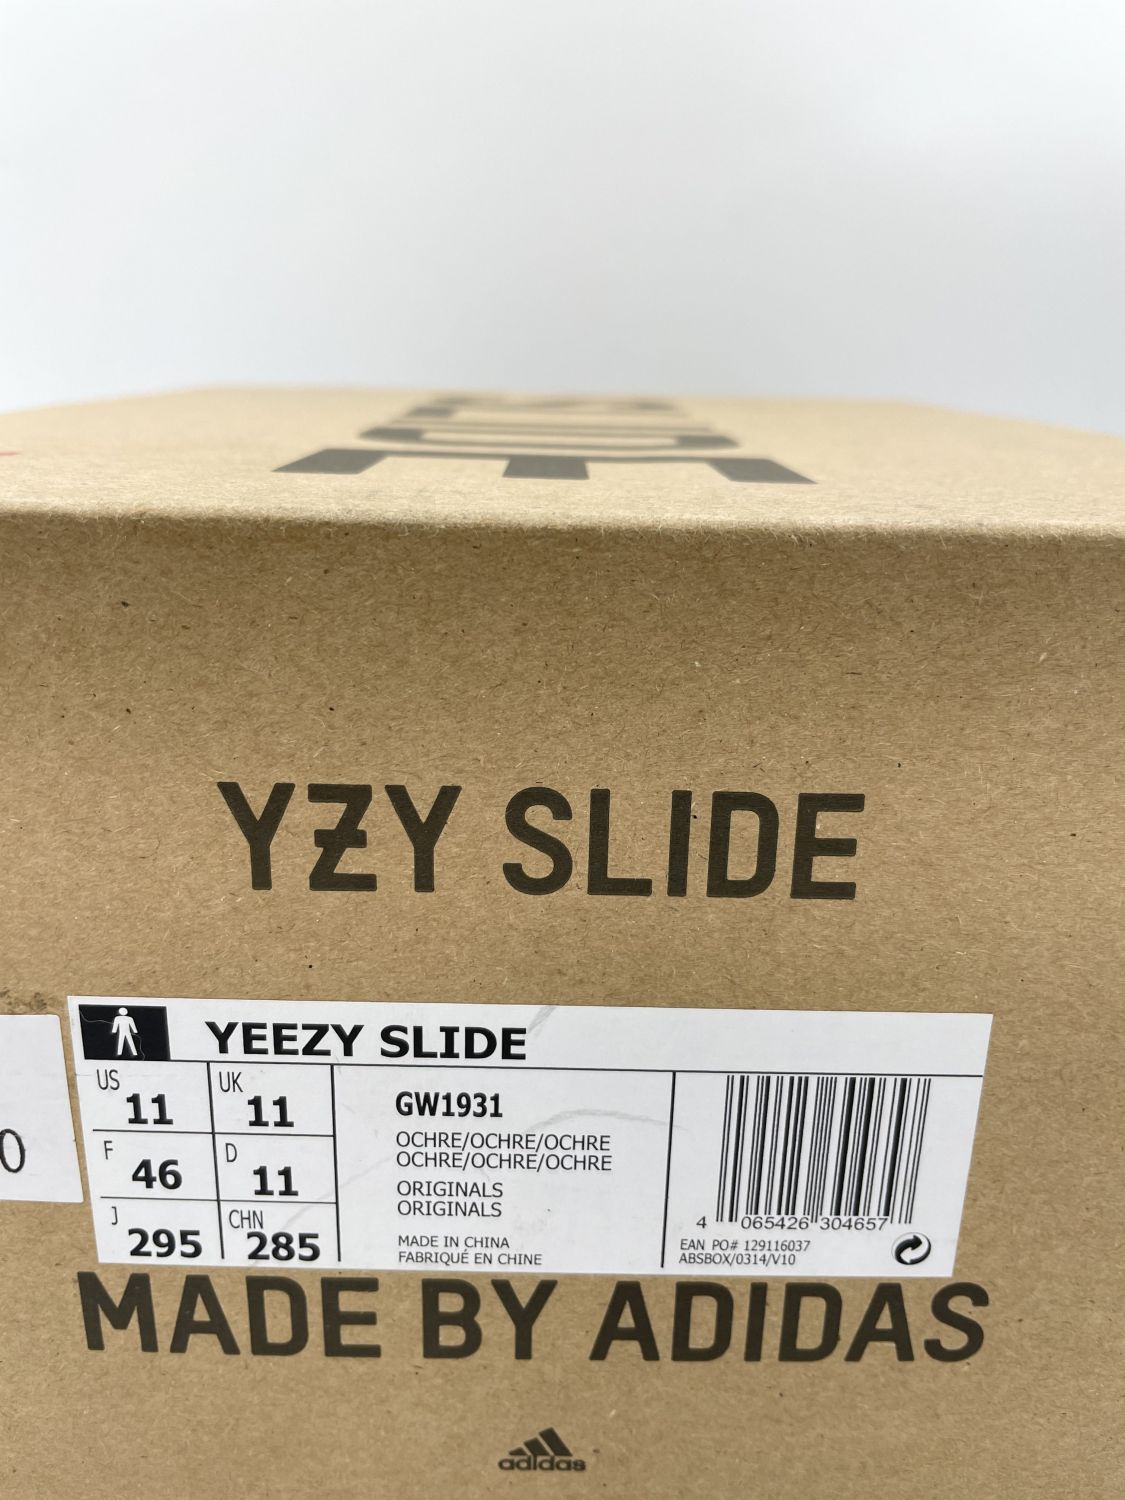 YZY SLIDE
YEEZY SLIDE
US 11
UK 11
F 46
D 11
J 295
CHN 285
GW1931
OCHRE/OCHRE/OCHRE
OCHRE/OCHRE/OCHRE
ORIGINALS
ORIGINALS
MADE IN CHINA
FABRIQUÉ EN CHINE
4 065426 304657
EAN PO# 129116037
ABSBOX/0314/V10
0
MADE BY ADIDAS
adidas